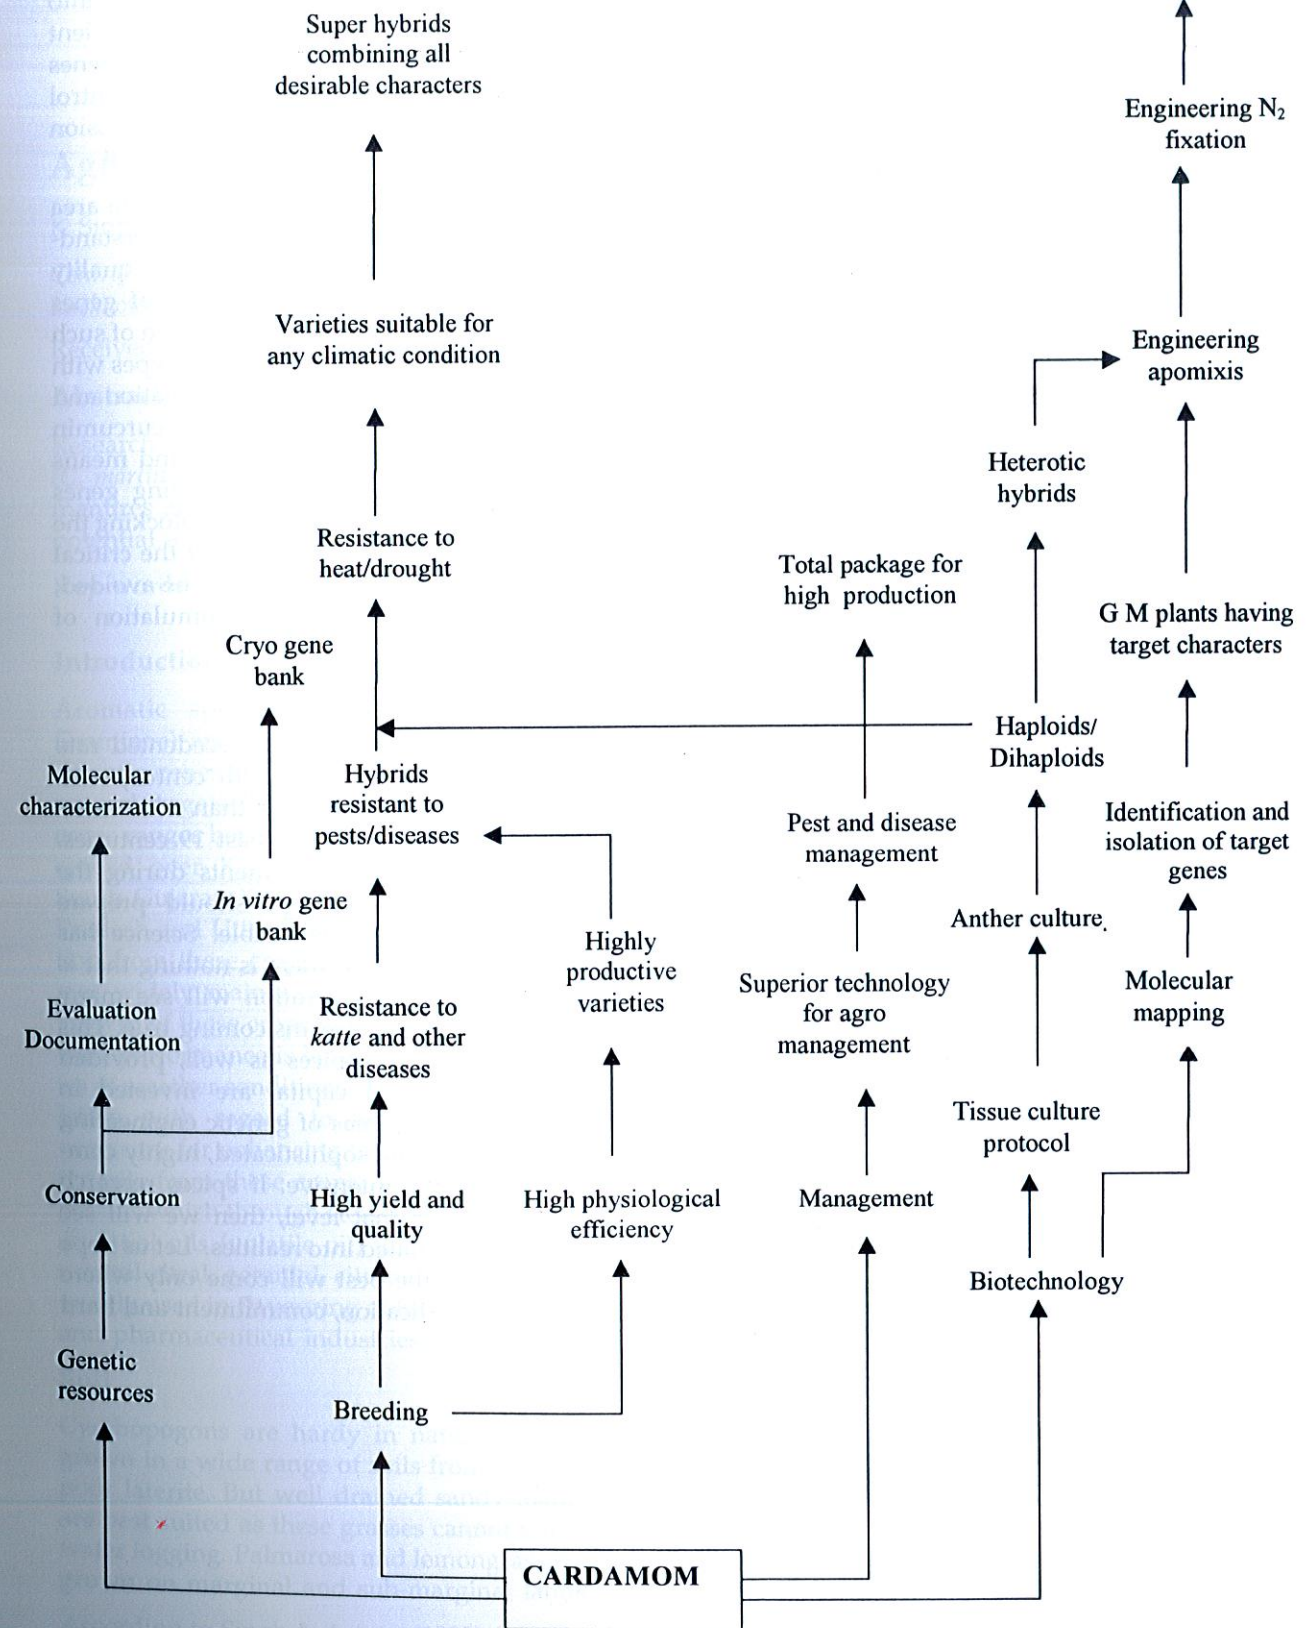 Super hybrids
combining all
desirable characters
Engineering N₂
fixation
Varieties suitable for
any climatic condition
Engineering
apomixis
Heterotic
hybrids
Resistance to
heat/drought
Total package for
high production
G M plants having
target characters
Cryo gene
bank
Haploids/
Dihaploids
Molecular
characterization
Hybrids
resistant to
pests/diseases
Pest and disease
management
Identification and
isolation of target
genes
In vitro gene
bank
Anther culture
Highly
productive
varieties
Superior technology
for agro
management
Molecular
mapping
Evaluation
Documentation
Resistance to
katte and other
diseases
Tissue culture
protocol
Conservation
High yield and
quality
High physiological
efficiency
Management
Biotechnology
Genetic
resources
Breeding
CARDAMOM